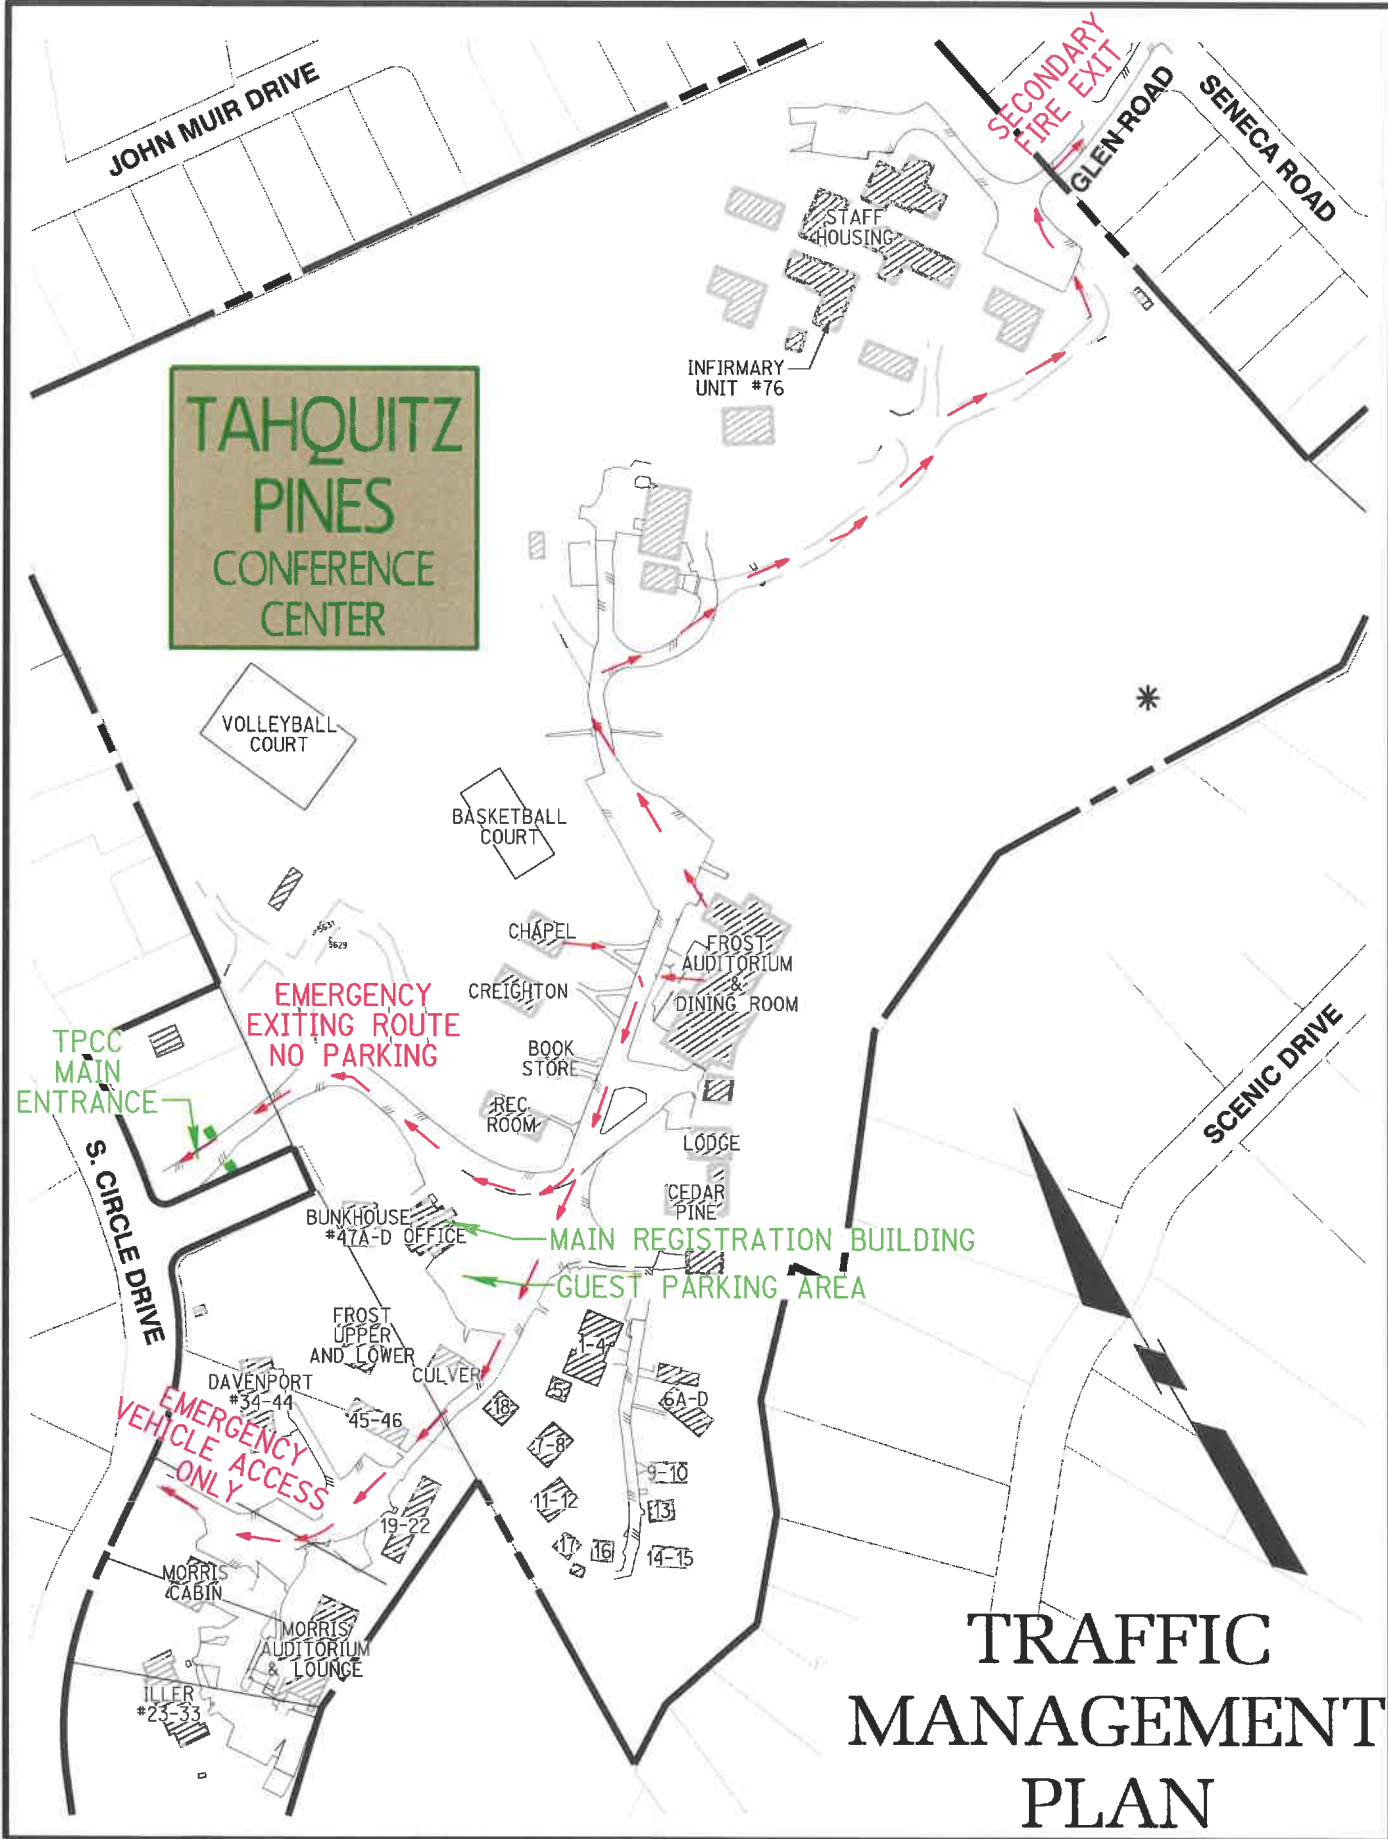 JOHN MUIR DRIVE
SECONDARY
FIRE EXIT
GLEN ROAD
SENECA ROAD
STAFF
HOUSING
INFIRMARY
UNIT #76
TAHQUITZ
PINES
CONFERENCE
CENTER
VOLLEYBALL
COURT
BASKETBALL
COURT
5631
5629
CHAPEL
FROST
AUDITORIUM
&
DINING ROOM
CREIGHTON
EMERGENCY
EXITING ROUTE
NO PARKING
BOOK
STORE
TPCC
MAIN
ENTRANCE
REC
ROOM
LODGE
SCENIC DRIVE
S. CIRCLE DRIVE
CEDAR
PINE
BUNKHOUSE
#47A-D OFFICE
MAIN REGISTRATION BUILDING
GUEST PARKING AREA
FROST
UPPER
AND LOWER
1-4
CULVER
DAVENPORT
#34-44
5
6A-D
18
45-46
EMERGENCY
VEHICLE ACCESS
ONLY
7-8
9-10
11-12
13
19-22
17
16
14-15
MORRIS
CABIN
MORRIS
AUDITORIUM
& LOUNGE
ILLER
#23-33
TRAFFIC
MANAGEMENT
PLAN